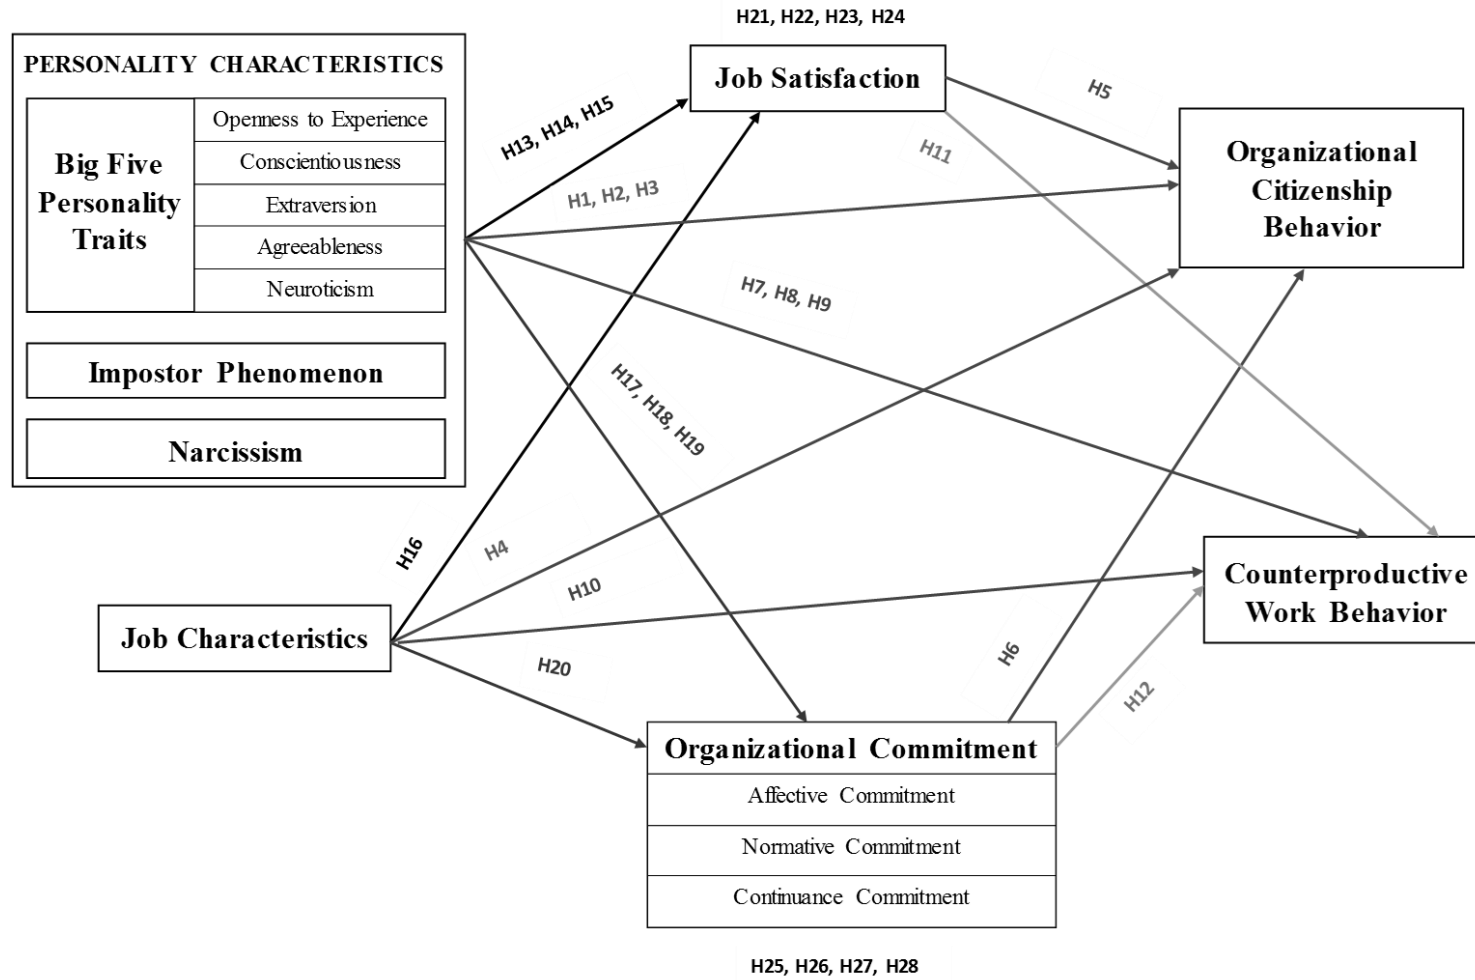 H21, H22, H23, H24
PERSONALITY CHARACTERISTICS
Big Five
Personality
Traits
Openness to Experience
Conscientiousness
Extraversion
Agreeableness
Neuroticism
Impostor Phenomenon
Narcissism
Job Characteristics
H13, H14, H15
H1, H2, H3
H7, H8, H9
H17, H18, H19
H16
H4
H10
H20
Job Satisfaction
H5
H11
Organizational
Citizenship
Behavior
Counterproductive
Work Behavior
H6
H12
Organizational Commitment
Affective Commitment
Normative Commitment
Continuance Commitment
H25, H26, H27, H28